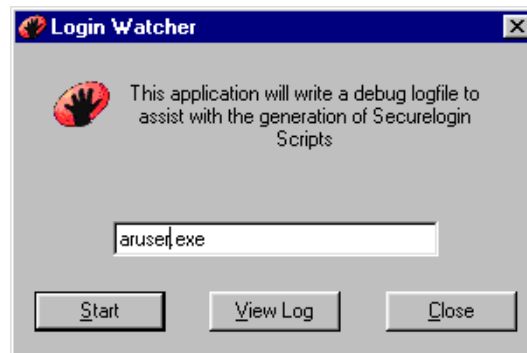 Login Watcher
This application will write a debug logfile to
assist with the generation of Securelogin
Scripts
aruser.exe
Start View Log Close